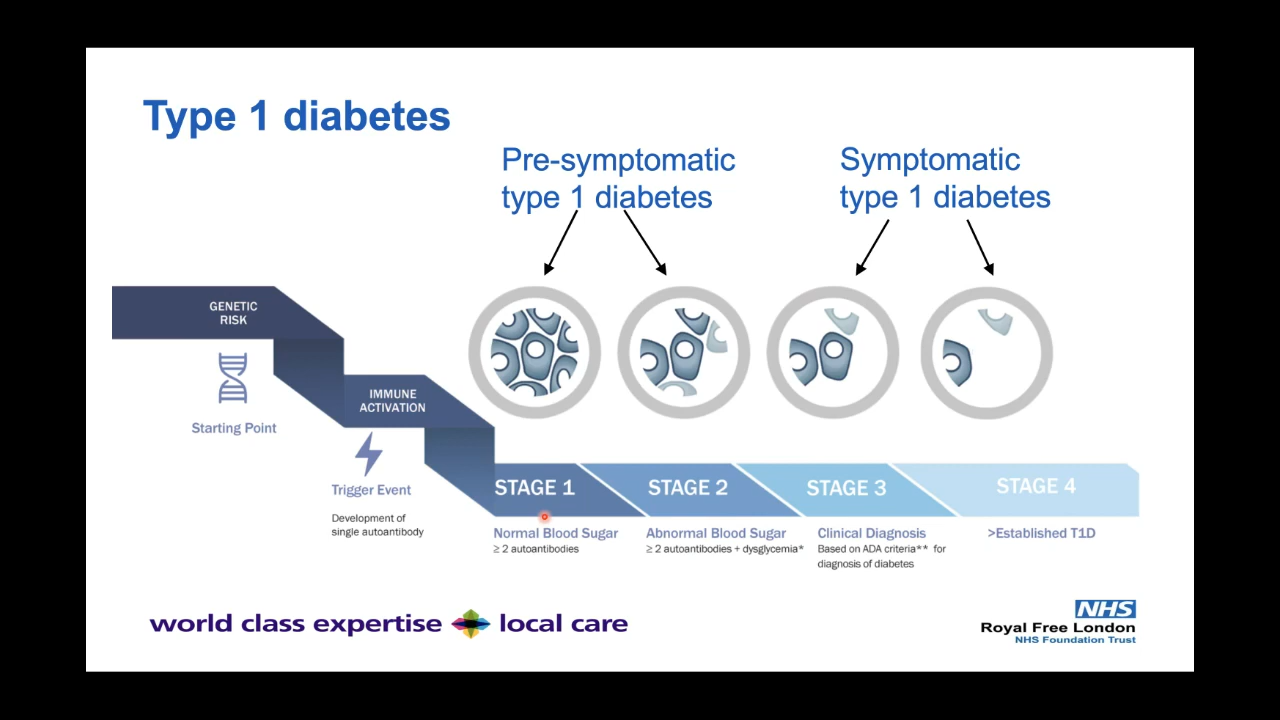 Type 1 diabetes
Pre-symptomatic
type 1 diabetes
Symptomatic
type 1 diabetes
GENETIC
RISK
Starting Point
IMMUNE
ACTIVATION
Trigger Event
Development of
single autoantibody
STAGE 1
Normal Blood Sugar
≥ 2 autoantibodies
STAGE 2
Abnormal Blood Sugar
≥ 2 autoantibodies + dysglycemia*
STAGE 3
Clinical Diagnosis
Based on ADA criteria** for
diagnosis of diabetes
STAGE 4
>Established T1D
world class expertise local care
NHS
Royal Free London
NHS Foundation Trust